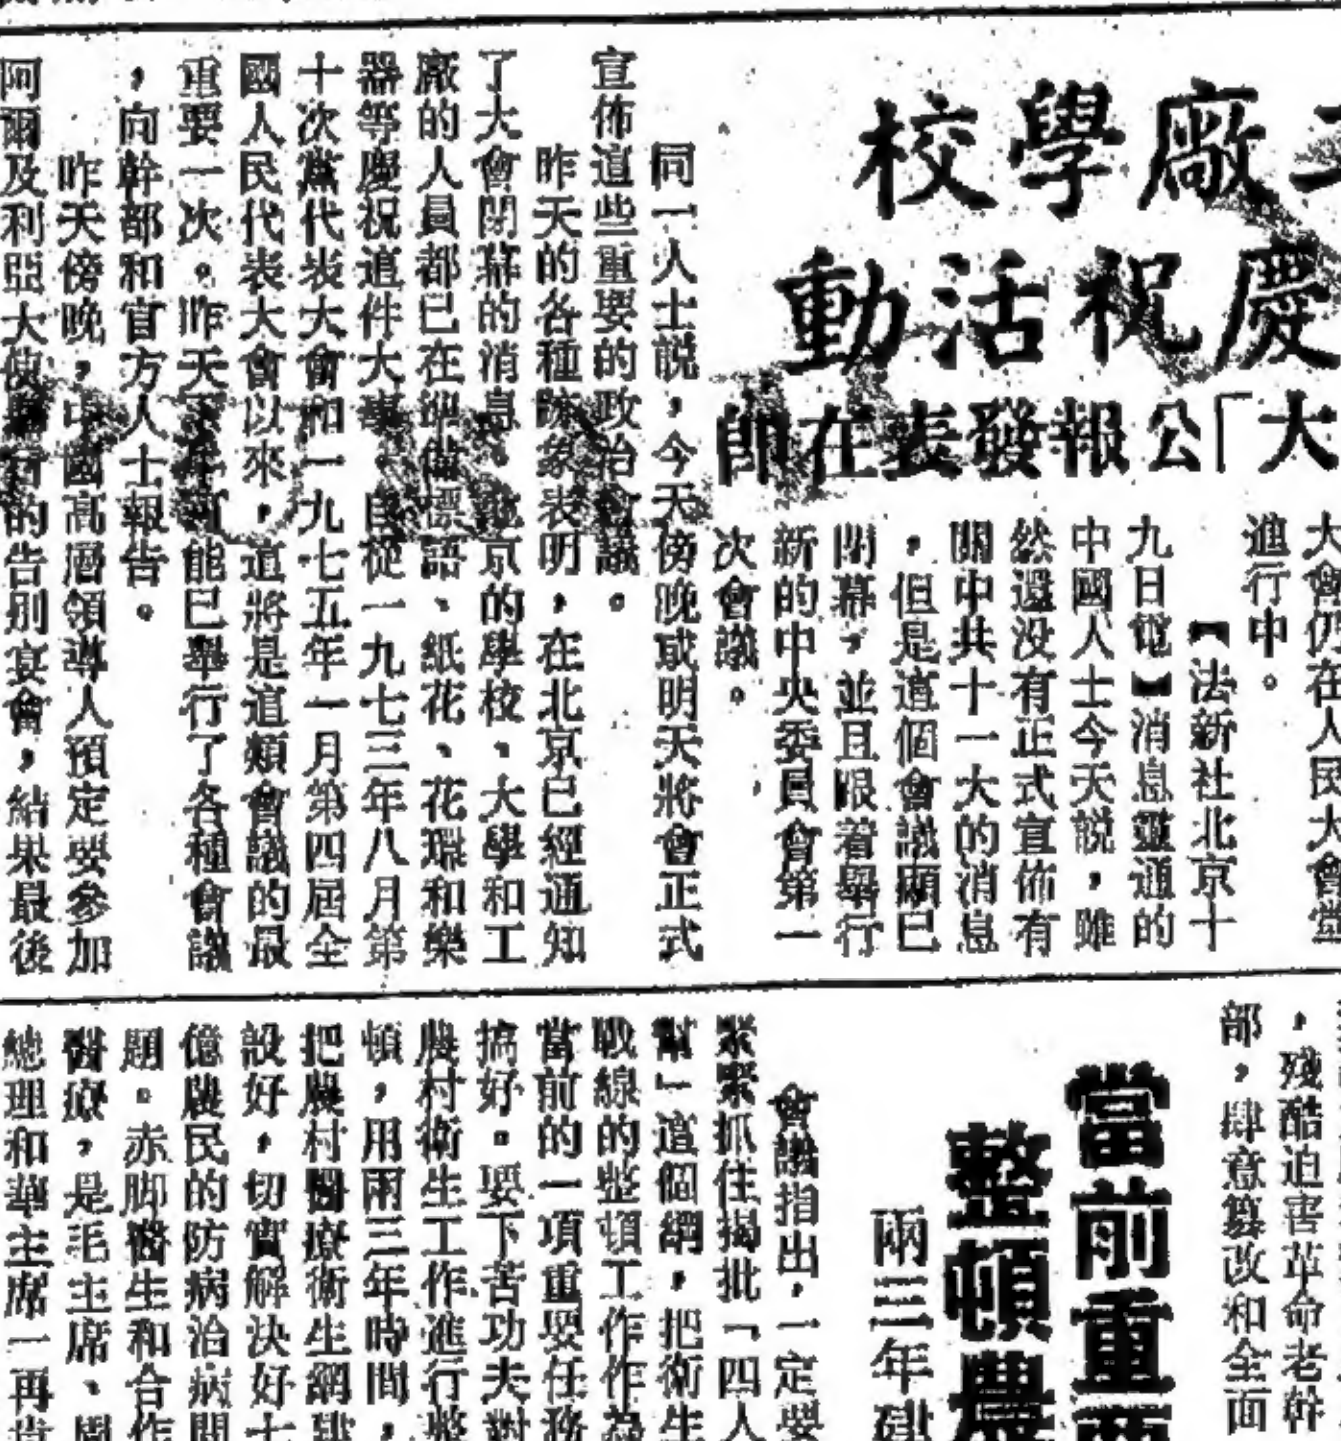 廠學校
慶祝活動
大「公報發表在即
大會仍在人民大會堂
進行中。
【法新社北京十
九日電】消息靈通的
中國人士今天說，雖
然還没有正式宣佈有
關中共十一大的消息
，但是這個會議顯已
閉幕，並且跟着舉行
新的中央委員會第一
次會議。
同一人士說，今天傍晚或明天將會正式
宣佈這些重要的政治會議。
昨天的各種跡象表明，在北京已經通知
了大會閉幕的消息。北京的學校、大學和工
廠的人員都已在準備標語、紙花、花環和樂
器等慶祝這件大事。自從一九七三年八月第
十次黨代表大會和一九七五年一月第四屆全
國人民代表大會以來，這將是這類會議的最
重要一次。昨天下午可能已舉行了各種會議
，向幹部和官方人士報告。
昨天傍晚，中國高層領導人預定要參加
阿爾及利亞大使舉行的告别宴會，結果最後
，殘酷迫害革命老幹
部，肆意篡改和全面
當前重要
整頓農
兩三年建
會議指出，一定要
緊緊抓住揭批「四人
幫」這個綱，把衛生
戰線的整頓工作作為
當前的一項重要任務
搞好。要下苦功夫對
農村衛生工作進行整
頓，用兩三年時間，
把農村醫療衛生網建
設好，切實解決好七
億農民的防病治病問
題。赤脚醫生和合作
醫療，是毛主席、周
總理和華主席一再肯